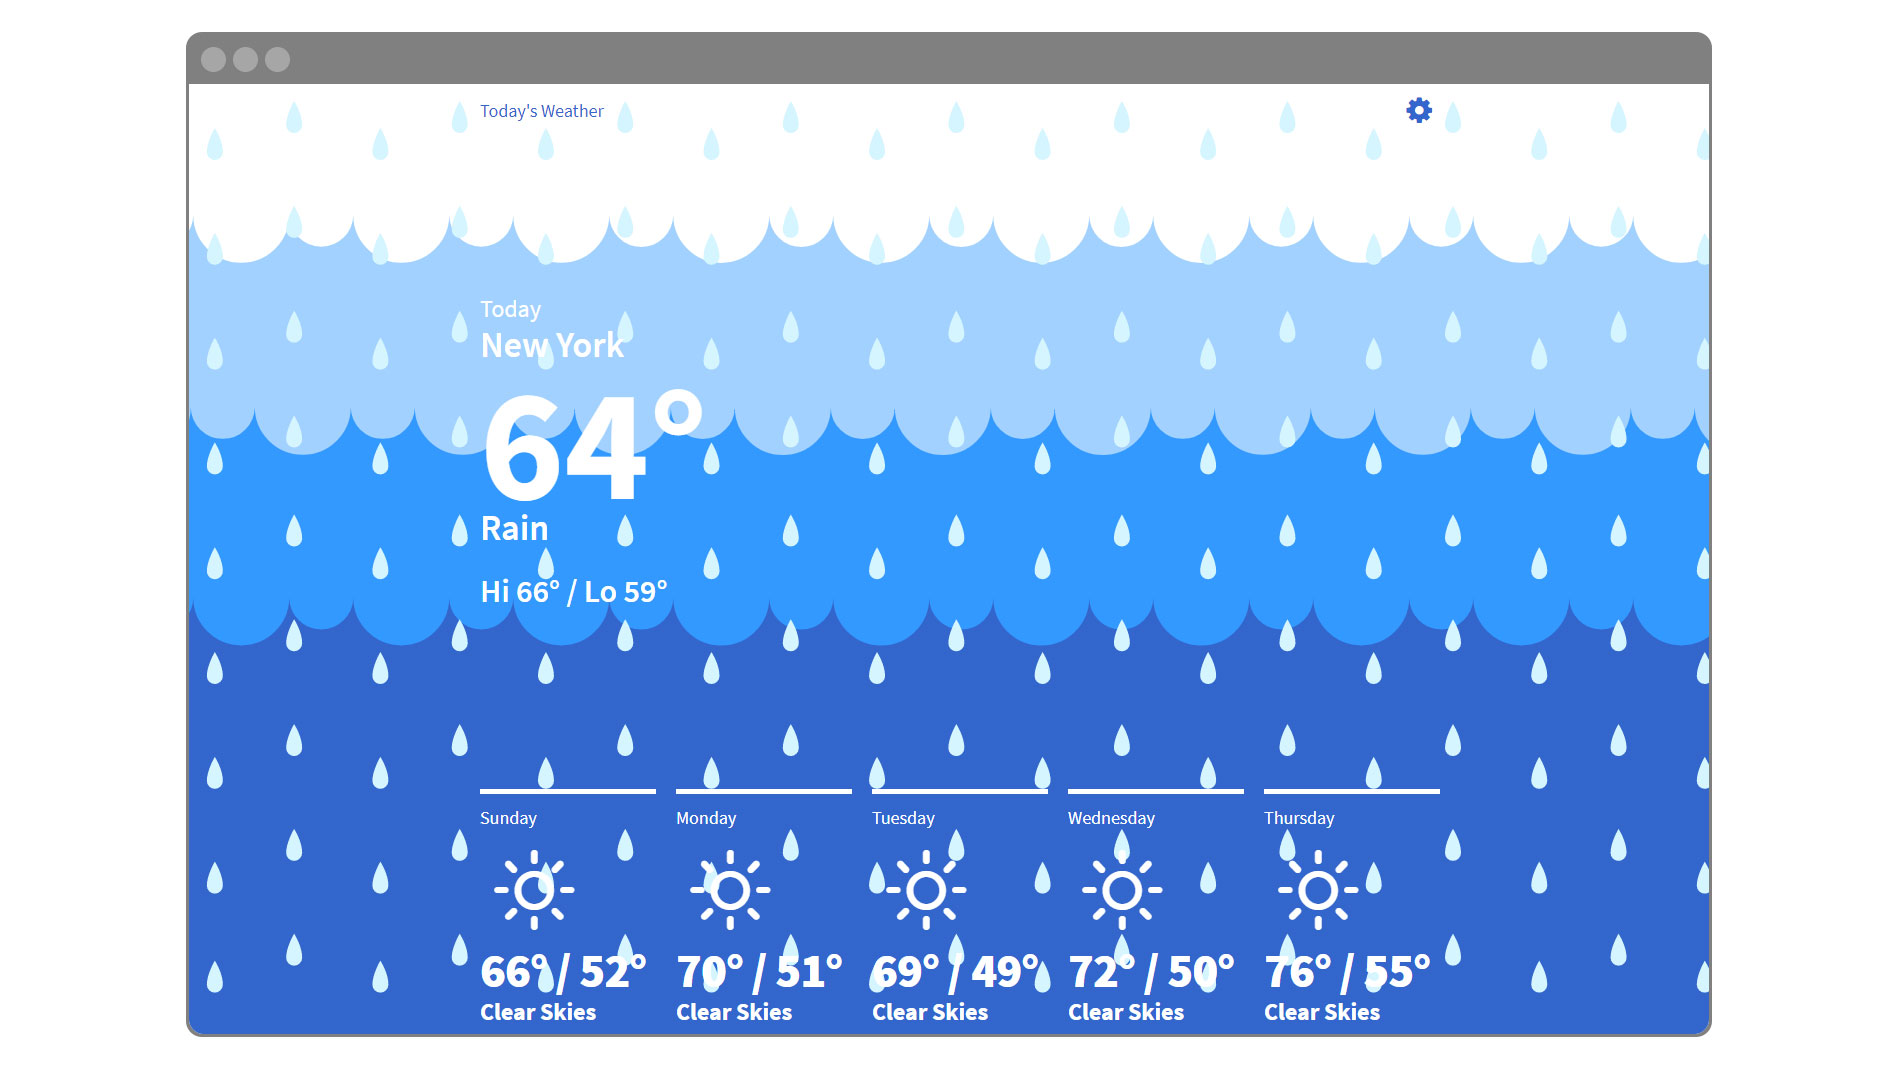 Today's Weather
Today
New York
64°
Rain
Hi 66° / Lo 59°
Sunday
Monday
Tuesday
Wednesday
Thursday
66° / 52°
70° / 51°
69° / 49°
72° / 50°
76° / 55°
Clear Skies
Clear Skies
Clear Skies
Clear Skies
Clear Skies